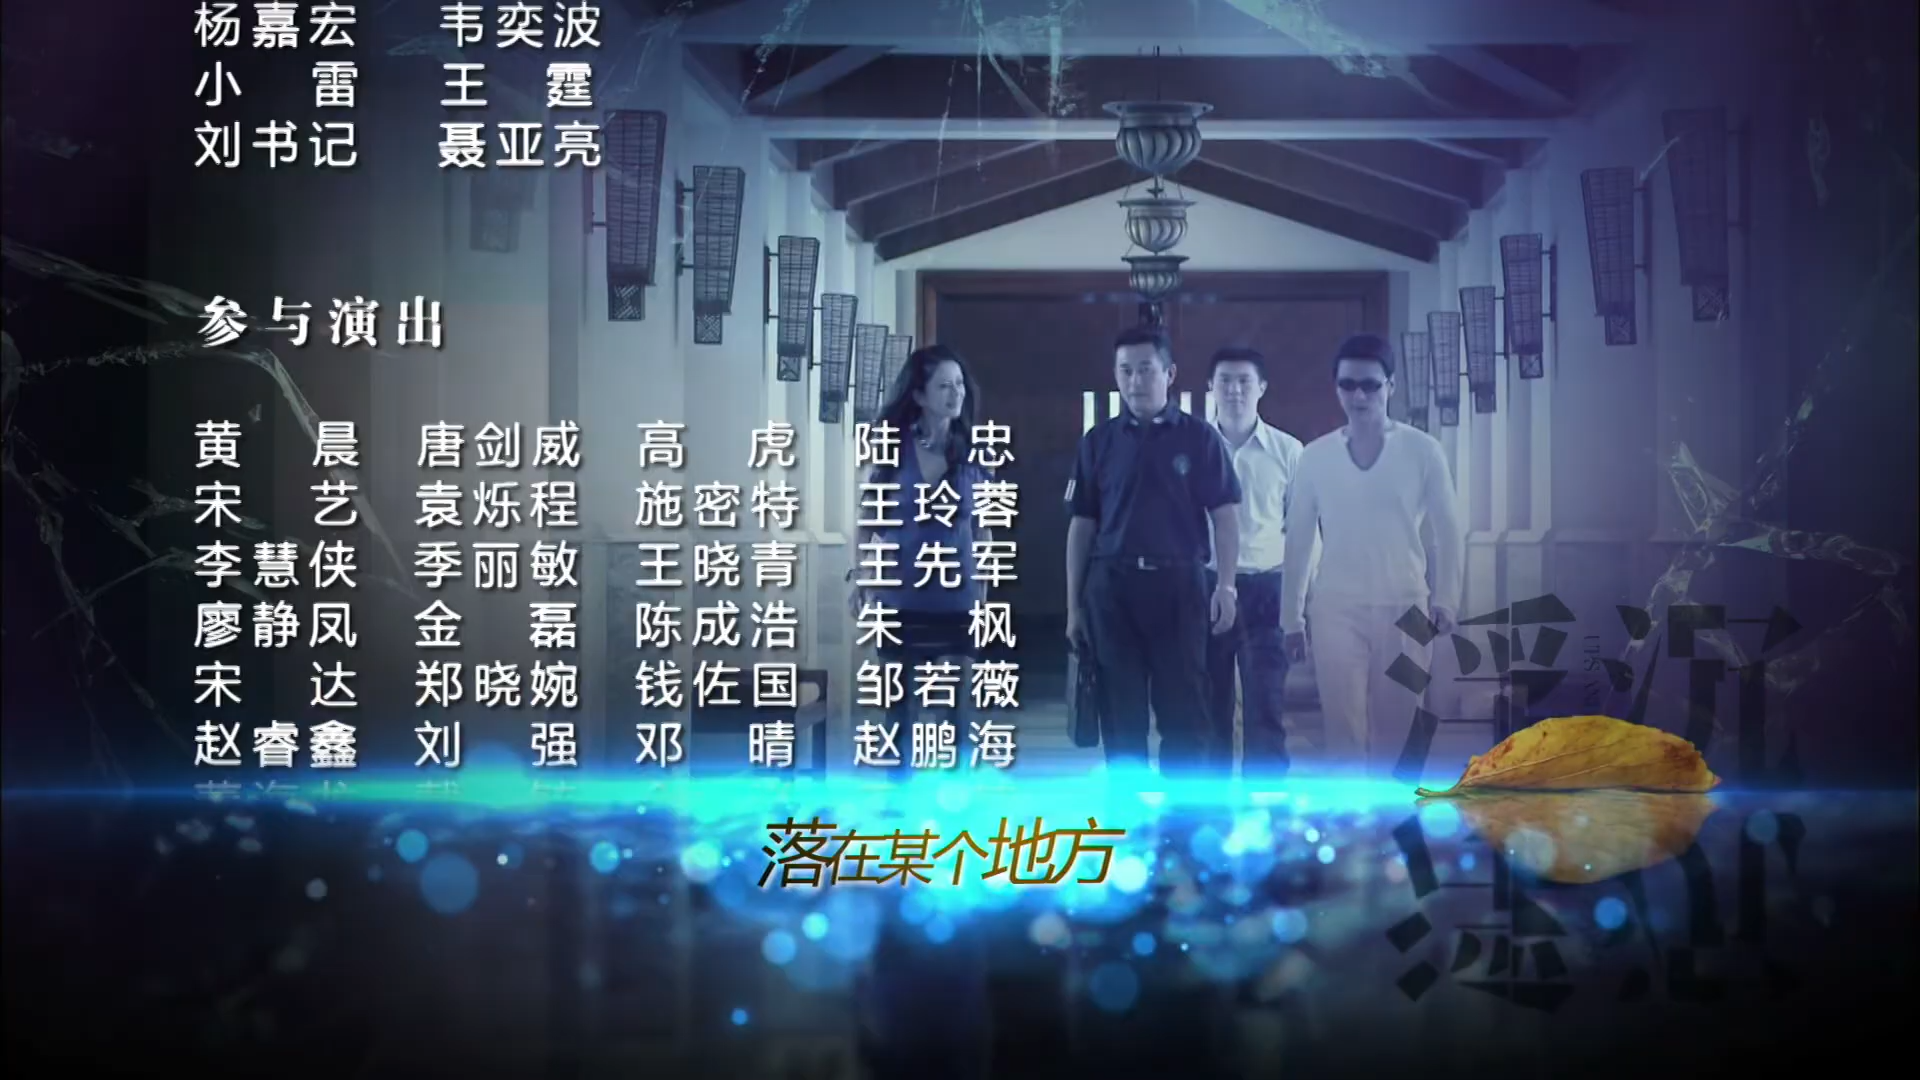 杨嘉宏 韦奕波
小 雷 王 霆
刘书记 聂亚亮
参与演出
黄 晨 唐剑威 高 虎 陆 忠
宋 艺 袁烁程 施密特 王玲蓉
李慧侠 季丽敏 王晓青 王先军
廖静凤 金 磊 陈成浩 朱 枫
宋 达 郑晓婉 钱佐国 邹若薇
赵睿鑫 刘 强 邓 晴 赵鹏海
浮沉
落在某个地方